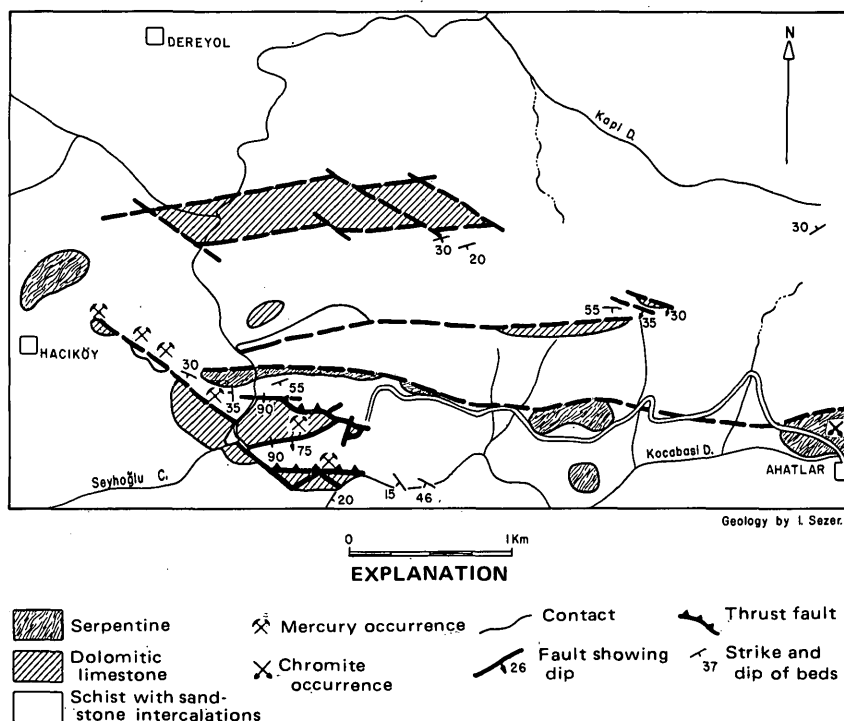 DEREYOL
N
Kapi D.
30
30
20
55
35
30
HACIKÖY
30
35
90
55
75
90
20
15
46
Seyhoğlu Ç.
Kocabasi D.
AHATLAR
Geology by I. Sezer.
0 1 Km
EXPLANATION
Serpentine
Mercury occurrence
Contact
Thrust fault
Dolomitic
limestone
Chromite
occurrence
Fault showing
dip
26
Strike and
dip of beds
37
Schist with sand-
stone intercalations